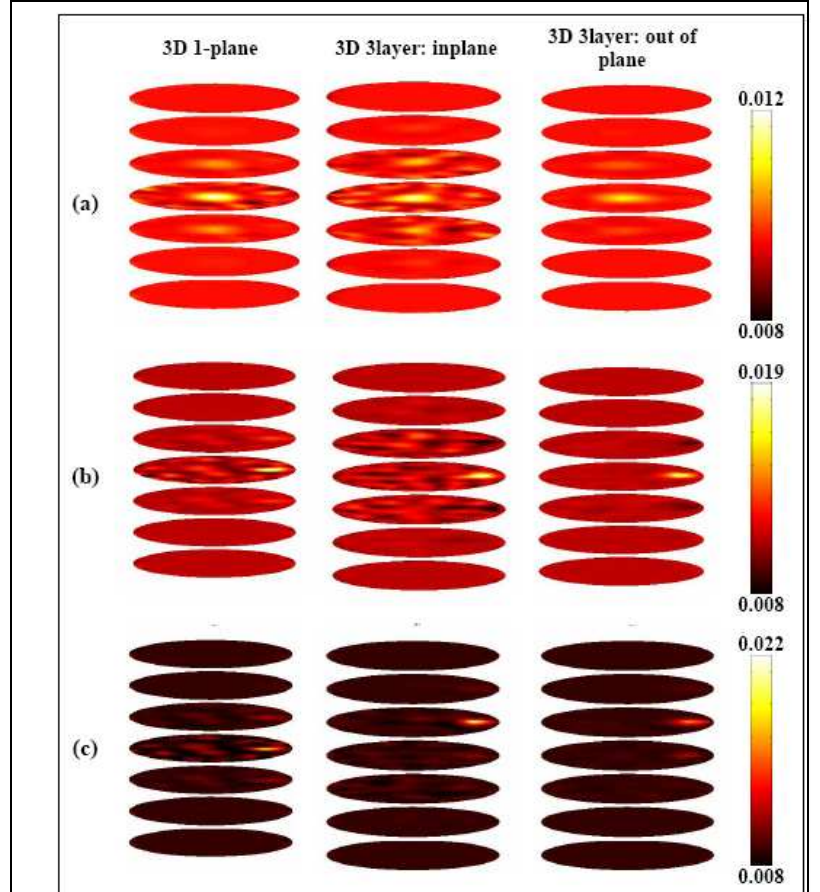 3D 1-plane
3D 3layer: inplane
3D 3layer: out of
plane
0.012
(a)
0.008
0.019
(b)
0.008
0.022
(c)
0.008